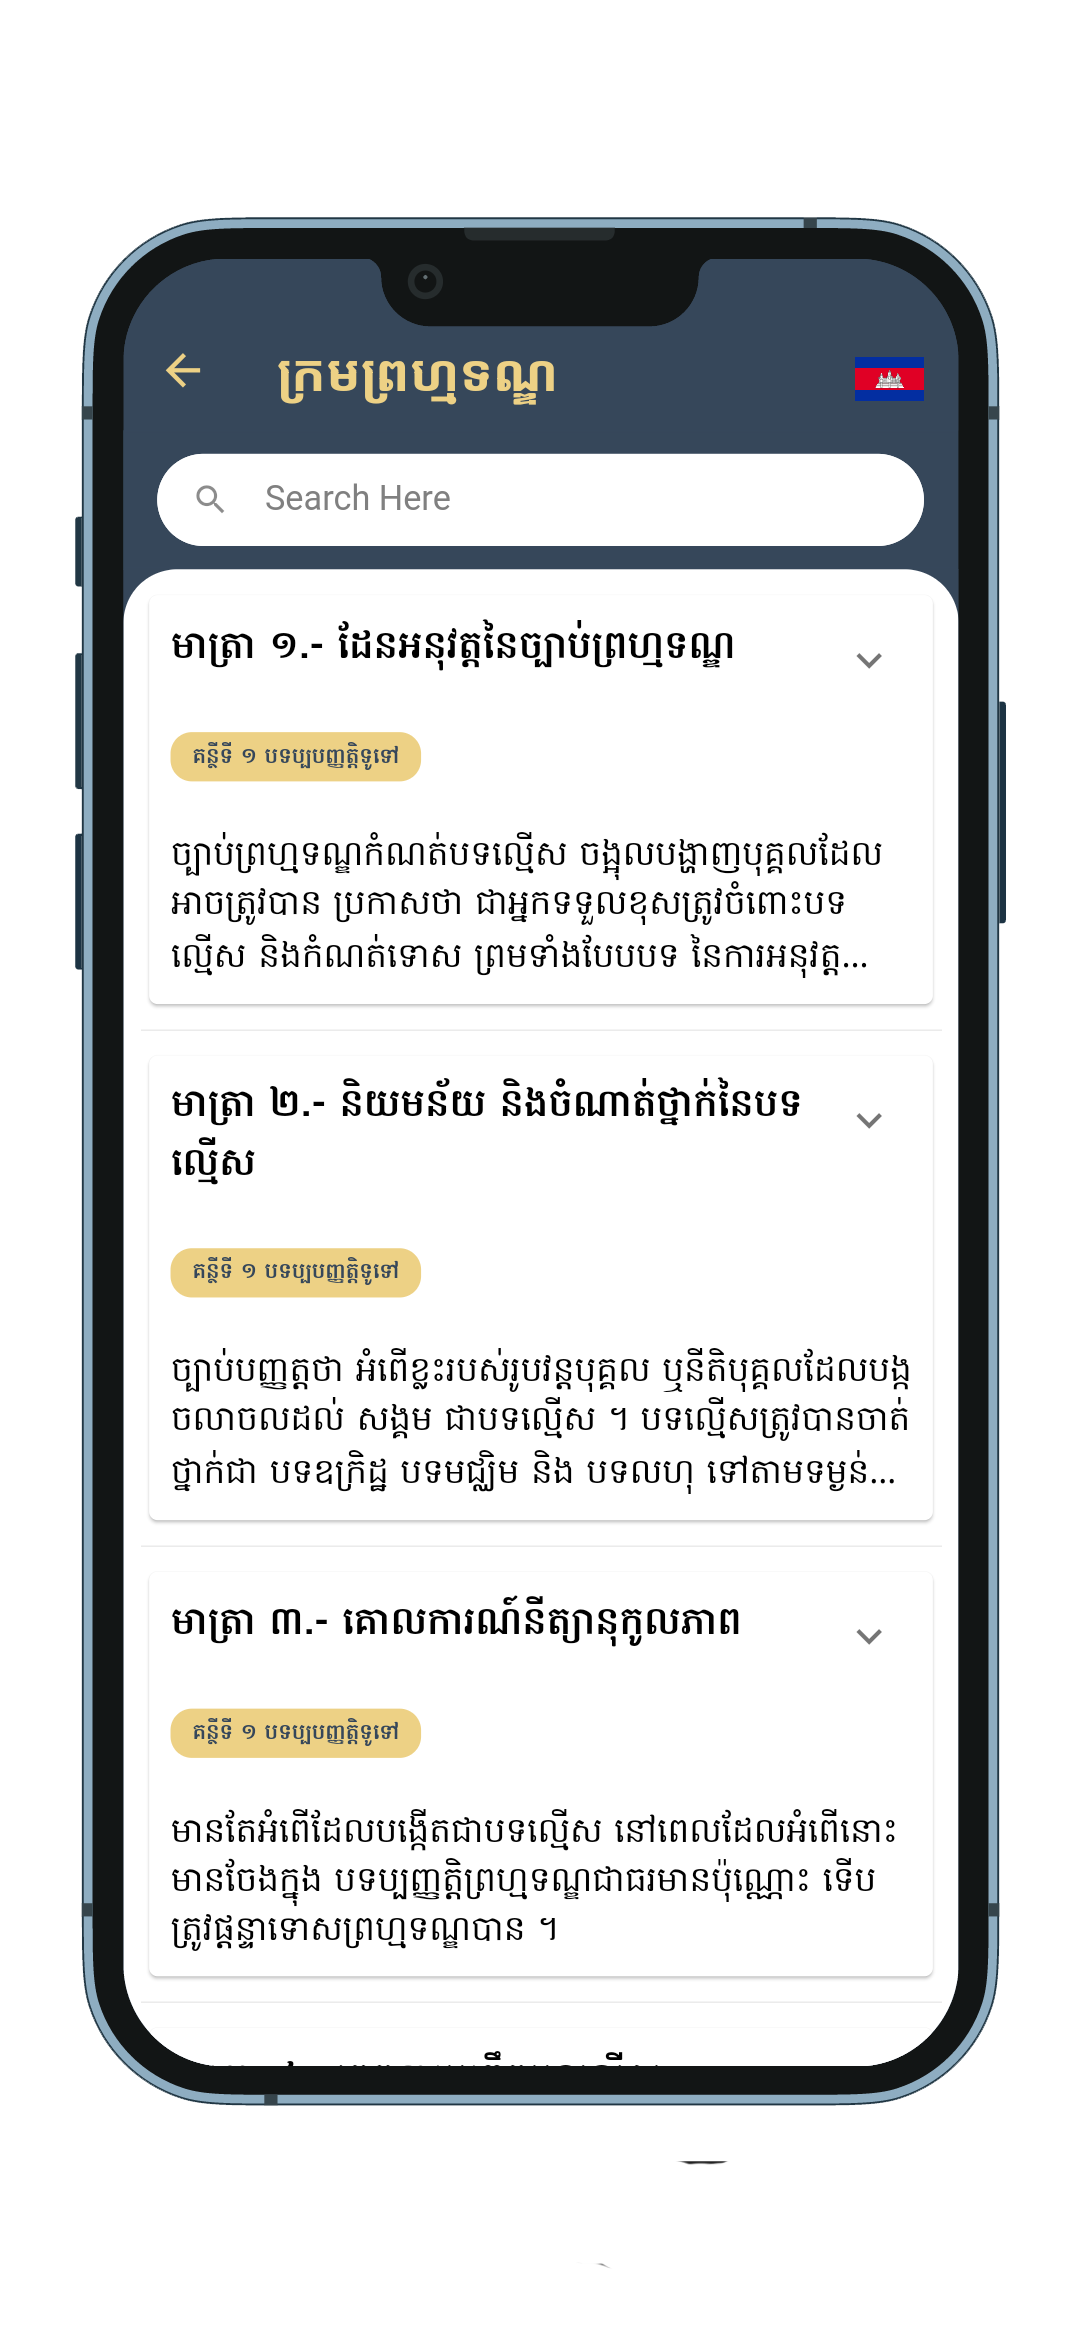 ក្រមព្រហ្មទណ្ឌ
Search Here
មាត្រា ១.- ដែនអនុវត្តនៃច្បាប់ព្រហ្មទណ្ឌ
គន្ថីទី ១ បទប្បបញ្ញត្តិទូទៅ
ច្បាប់ព្រហ្មទណ្ឌកំណត់បទល្មើស ចង្អុលបង្ហាញបុគ្គលដែល
អាចត្រូវបាន ប្រកាសថា ជាអ្នកទទួលខុសត្រូវចំពោះបទ
ល្មើស និងកំណត់ទោស ព្រមទាំងបែបបទ នៃការអនុវត្ត...
មាត្រា ២.- និយមន័យ និងចំណាត់ថ្នាក់នៃបទ
ល្មើស
គន្ថីទី ១ បទប្បបញ្ញត្តិទូទៅ
ច្បាប់បញ្ញត្តថា អំពើខ្លះរបស់រូបវន្តបុគ្គល ឬនីតិបុគ្គលដែលបង្ក
ចលាចលដល់ សង្គម ជាបទល្មើស ។ បទល្មើសត្រូវបានចាត់
ថ្នាក់ជា បទឧក្រិដ្ឋ បទមជ្ឈិម និង បទលហុ ទៅតាមទម្ងន់...
មាត្រា ៣.- គោលការណ៍នីត្យានុកូលភាព
គន្ថីទី ១ បទប្បបញ្ញត្តិទូទៅ
មានតែអំពើដែលបង្កើតជាបទល្មើស នៅពេលដែលអំពើនោះ
មានចែងក្នុង បទប្បញ្ញត្តិព្រហ្មទណ្ឌជាធរមានប៉ុណ្ណោះ ទើប
ត្រូវផ្តន្ទាទោសព្រហ្មទណ្ឌបាន ។